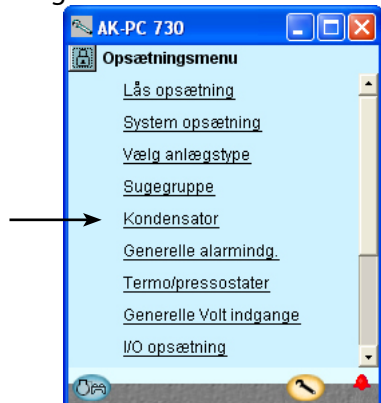 AK-PC 730
Opsætningsmenu
Lås opsætning
System opsætning
Vælg anlægstype
Sugegruppe
Kondensator
Generelle alarmindg.
Termo/pressostater
Generelle Volt indgange
I/O opsætning